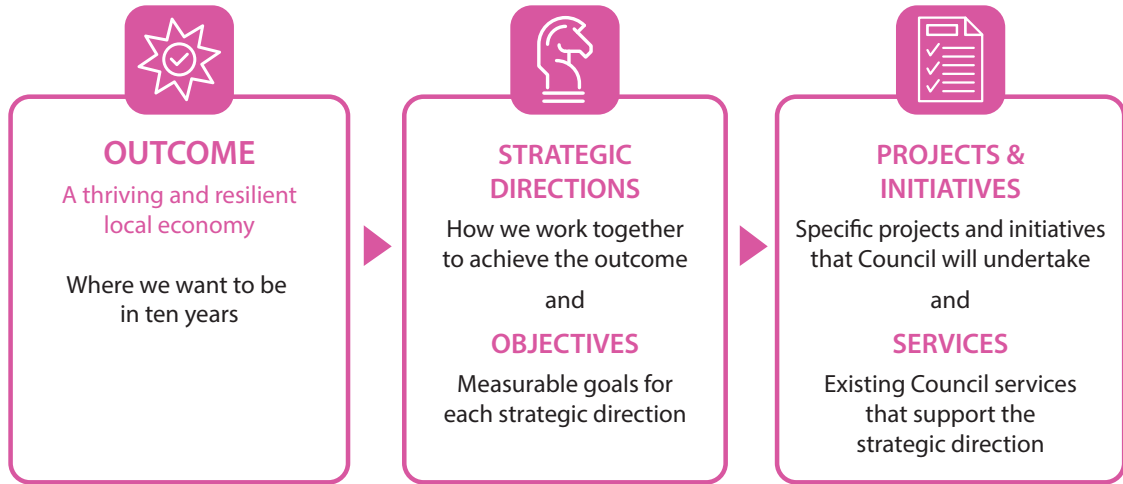 OUTCOME
A thriving and resilient
local economy
Where we want to be
in ten years
STRATEGIC
DIRECTIONS
How we work together
to achieve the outcome
and
OBJECTIVES
Measurable goals for
each strategic direction
PROJECTS &
INITIATIVES
Specific projects and initiatives
that Council will undertake
and
SERVICES
Existing Council services
that support the
strategic direction